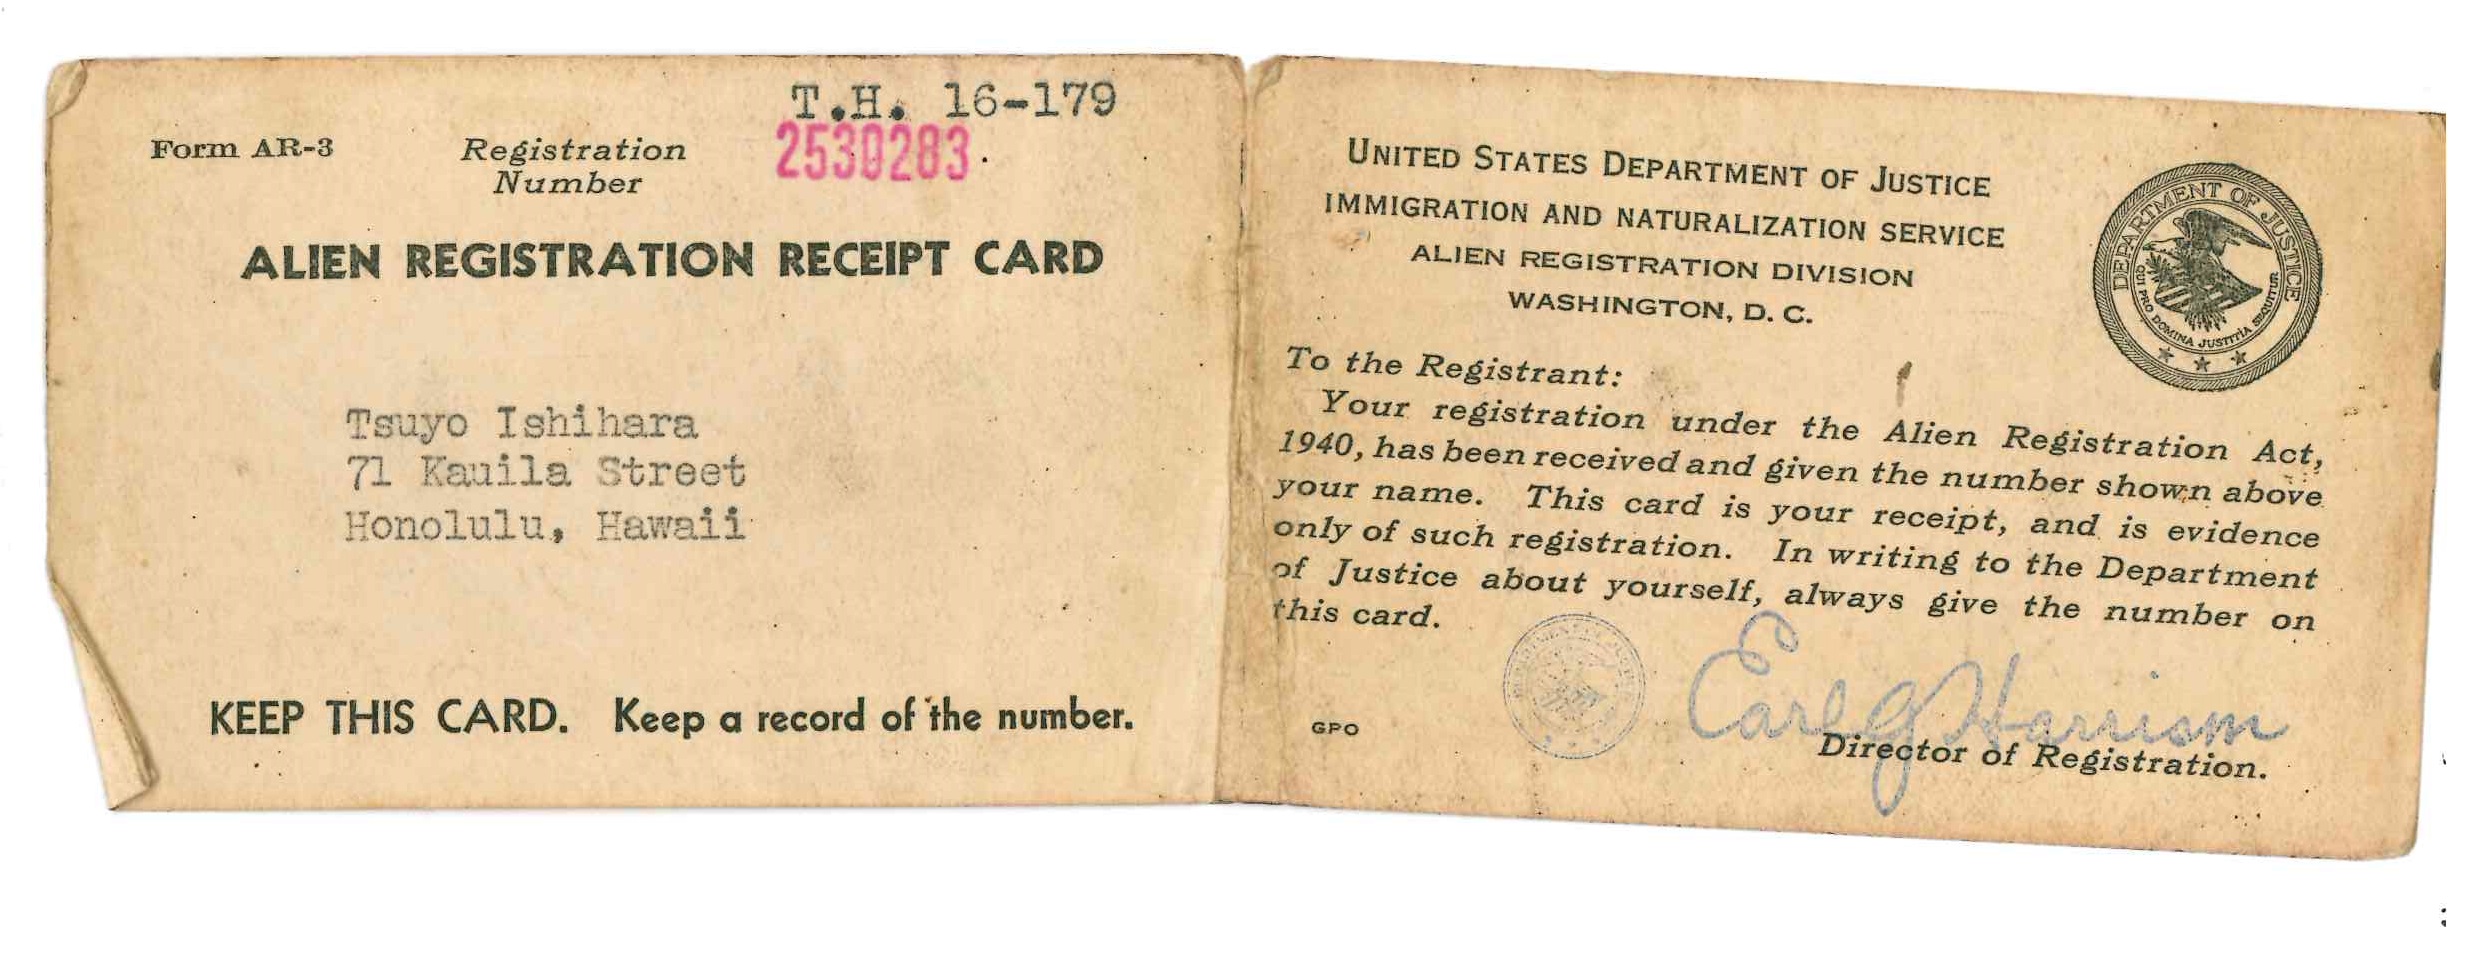 T.H. 16-179
Form AR-3 Registration Number 2530283
ALIEN REGISTRATION RECEIPT CARD
Tsuyo Ishihara
71 Kauila Street
Honolulu, Hawaii
KEEP THIS CARD. Keep a record of the number.
UNITED STATES DEPARTMENT OF JUSTICE
IMMIGRATION AND NATURALIZATION SERVICE
ALIEN REGISTRATION DIVISION
WASHINGTON, D. C.
DEPARTMENT OF JUSTICE
QUI PRO DOMINA JUSTITIA SEQUITUR
To the Registrant:
Your registration under the Alien Registration Act,
1940, has been received and given the number shown above
your name. This card is your receipt, and is evidence
only of such registration. In writing to the Department
of Justice about yourself, always give the number on
this card.
Earl G Harrison
GPO
Director of Registration.